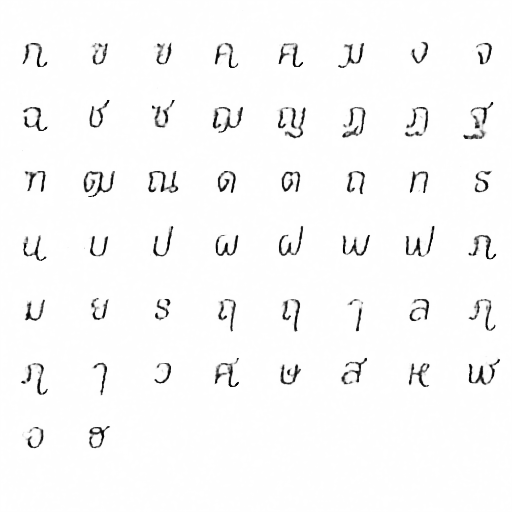 ก ข ฃ ค ฅ ฆ ง จ
ฉ ช ซ ฌ ญ ฎ ฏ ฐ
ฑ ฒ ณ ด ต ถ ท ธ
น บ ป ผ ฝ พ ฟ ภ
ม ย ร ฤ ฤ ๅ ล ฦ
ฦ ๅ ว ศ ษ ส ห ฬ
อ ฮ